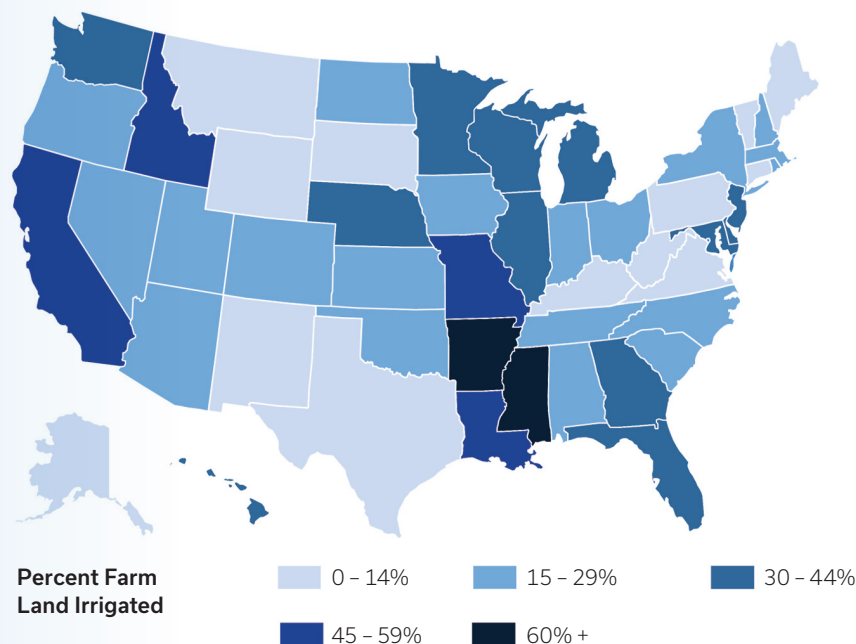 Percent Farm
Land Irrigated
0 – 14%
15 – 29%
30 – 44%
45 – 59%
60% +